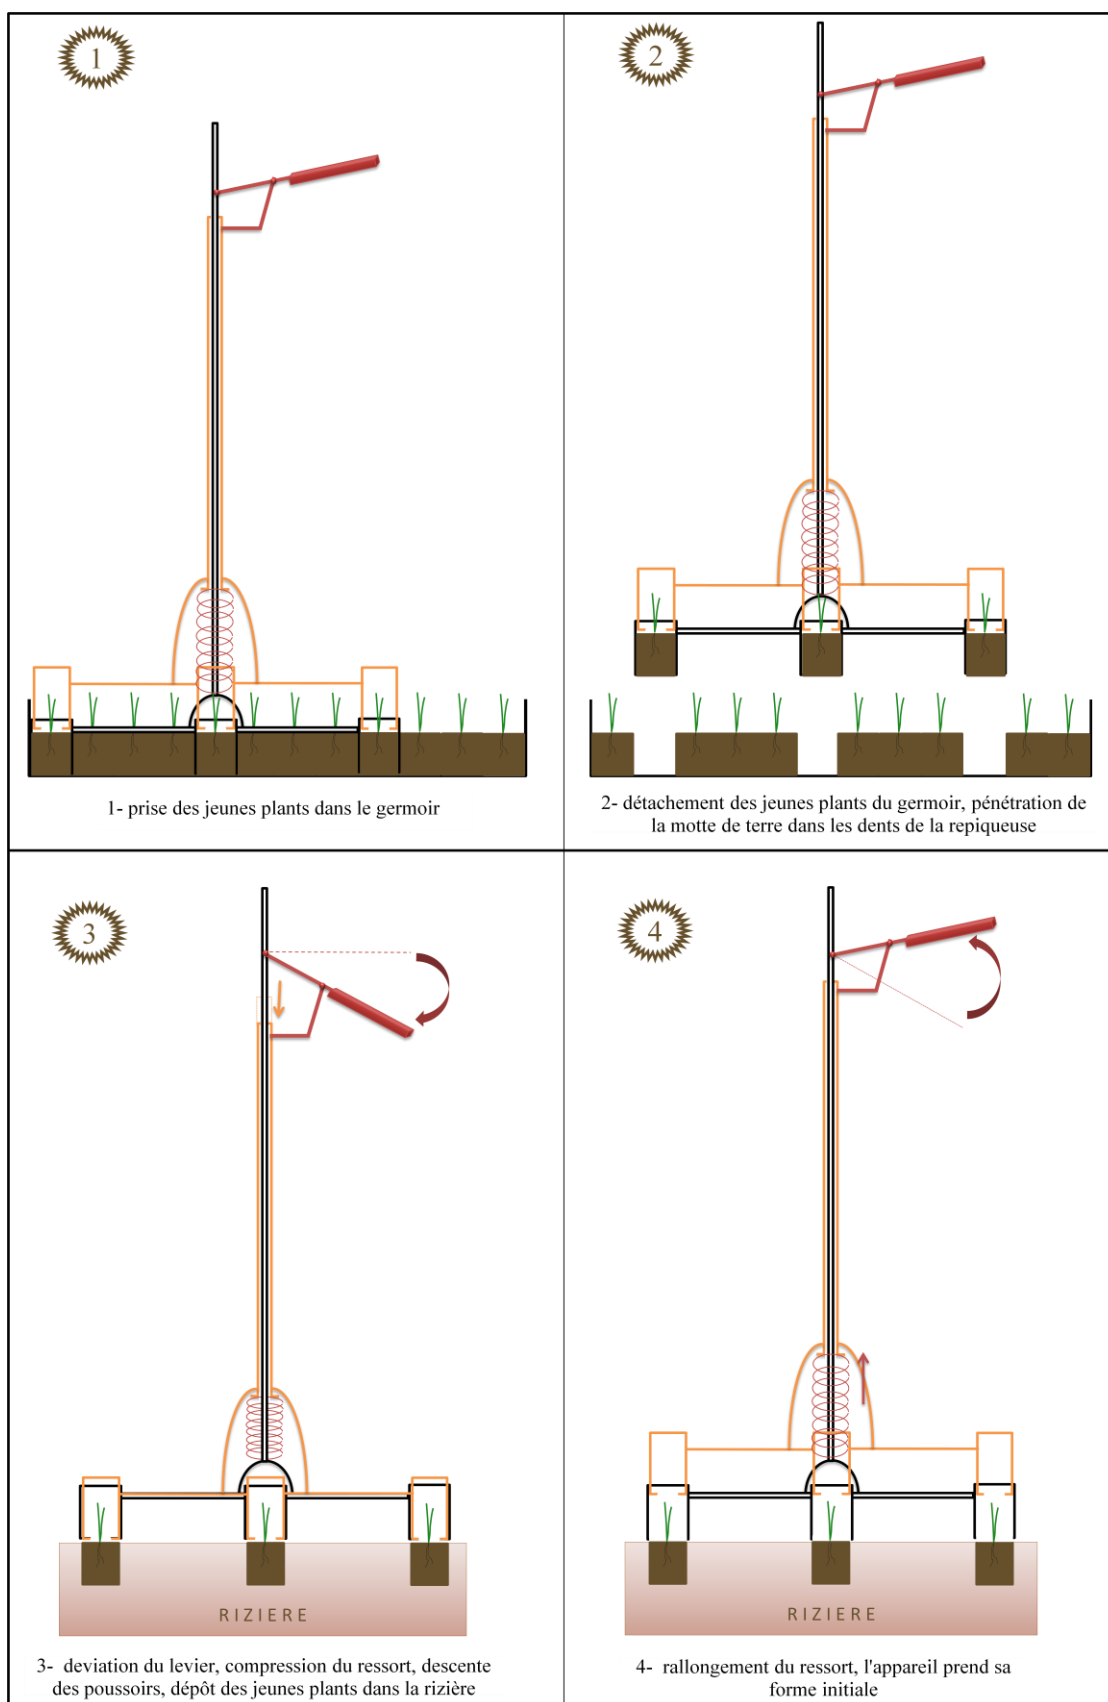 1
2
1- prise des jeunes plants dans le germoir
2- détachement des jeunes plants du germoir, pénétration de
la motte de terre dans les dents de la repiqueuse
3
4
RIZIERE
RIZIERE
3- deviation du levier, compression du ressort, descente
des poussoirs, dépôt des jeunes plants dans la rizière
4- rallongement du ressort, l'appareil prend sa
forme initiale